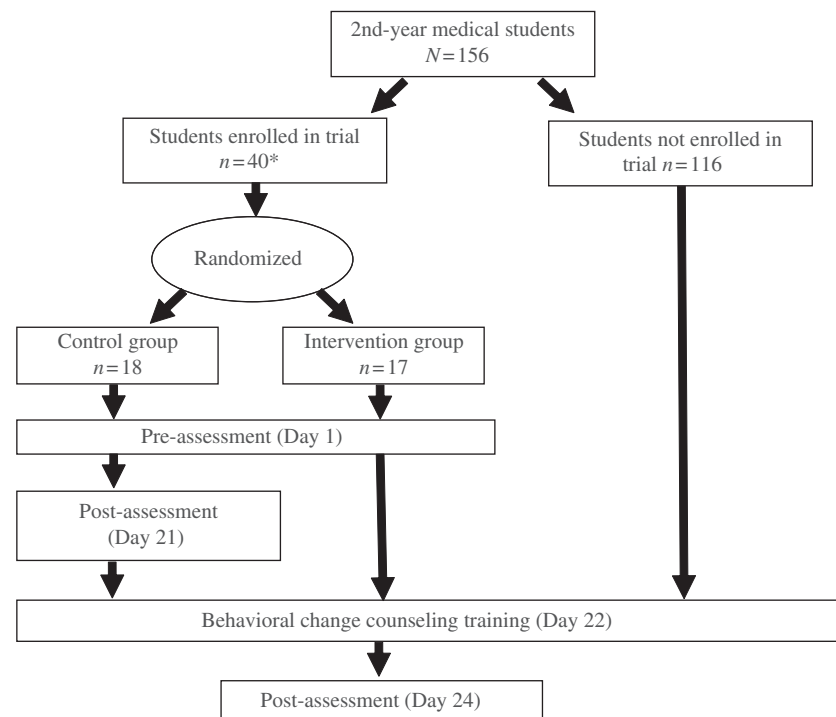 2nd-year medical students
N=156
Students enrolled in trial
n=40*
Students not enrolled in
trial n=116
Randomized
Control group
n=18
Intervention group
n=17
Pre-assessment (Day 1)
Post-assessment
(Day 21)
Behavioral change counseling training (Day 22)
Post-assessment (Day 24)